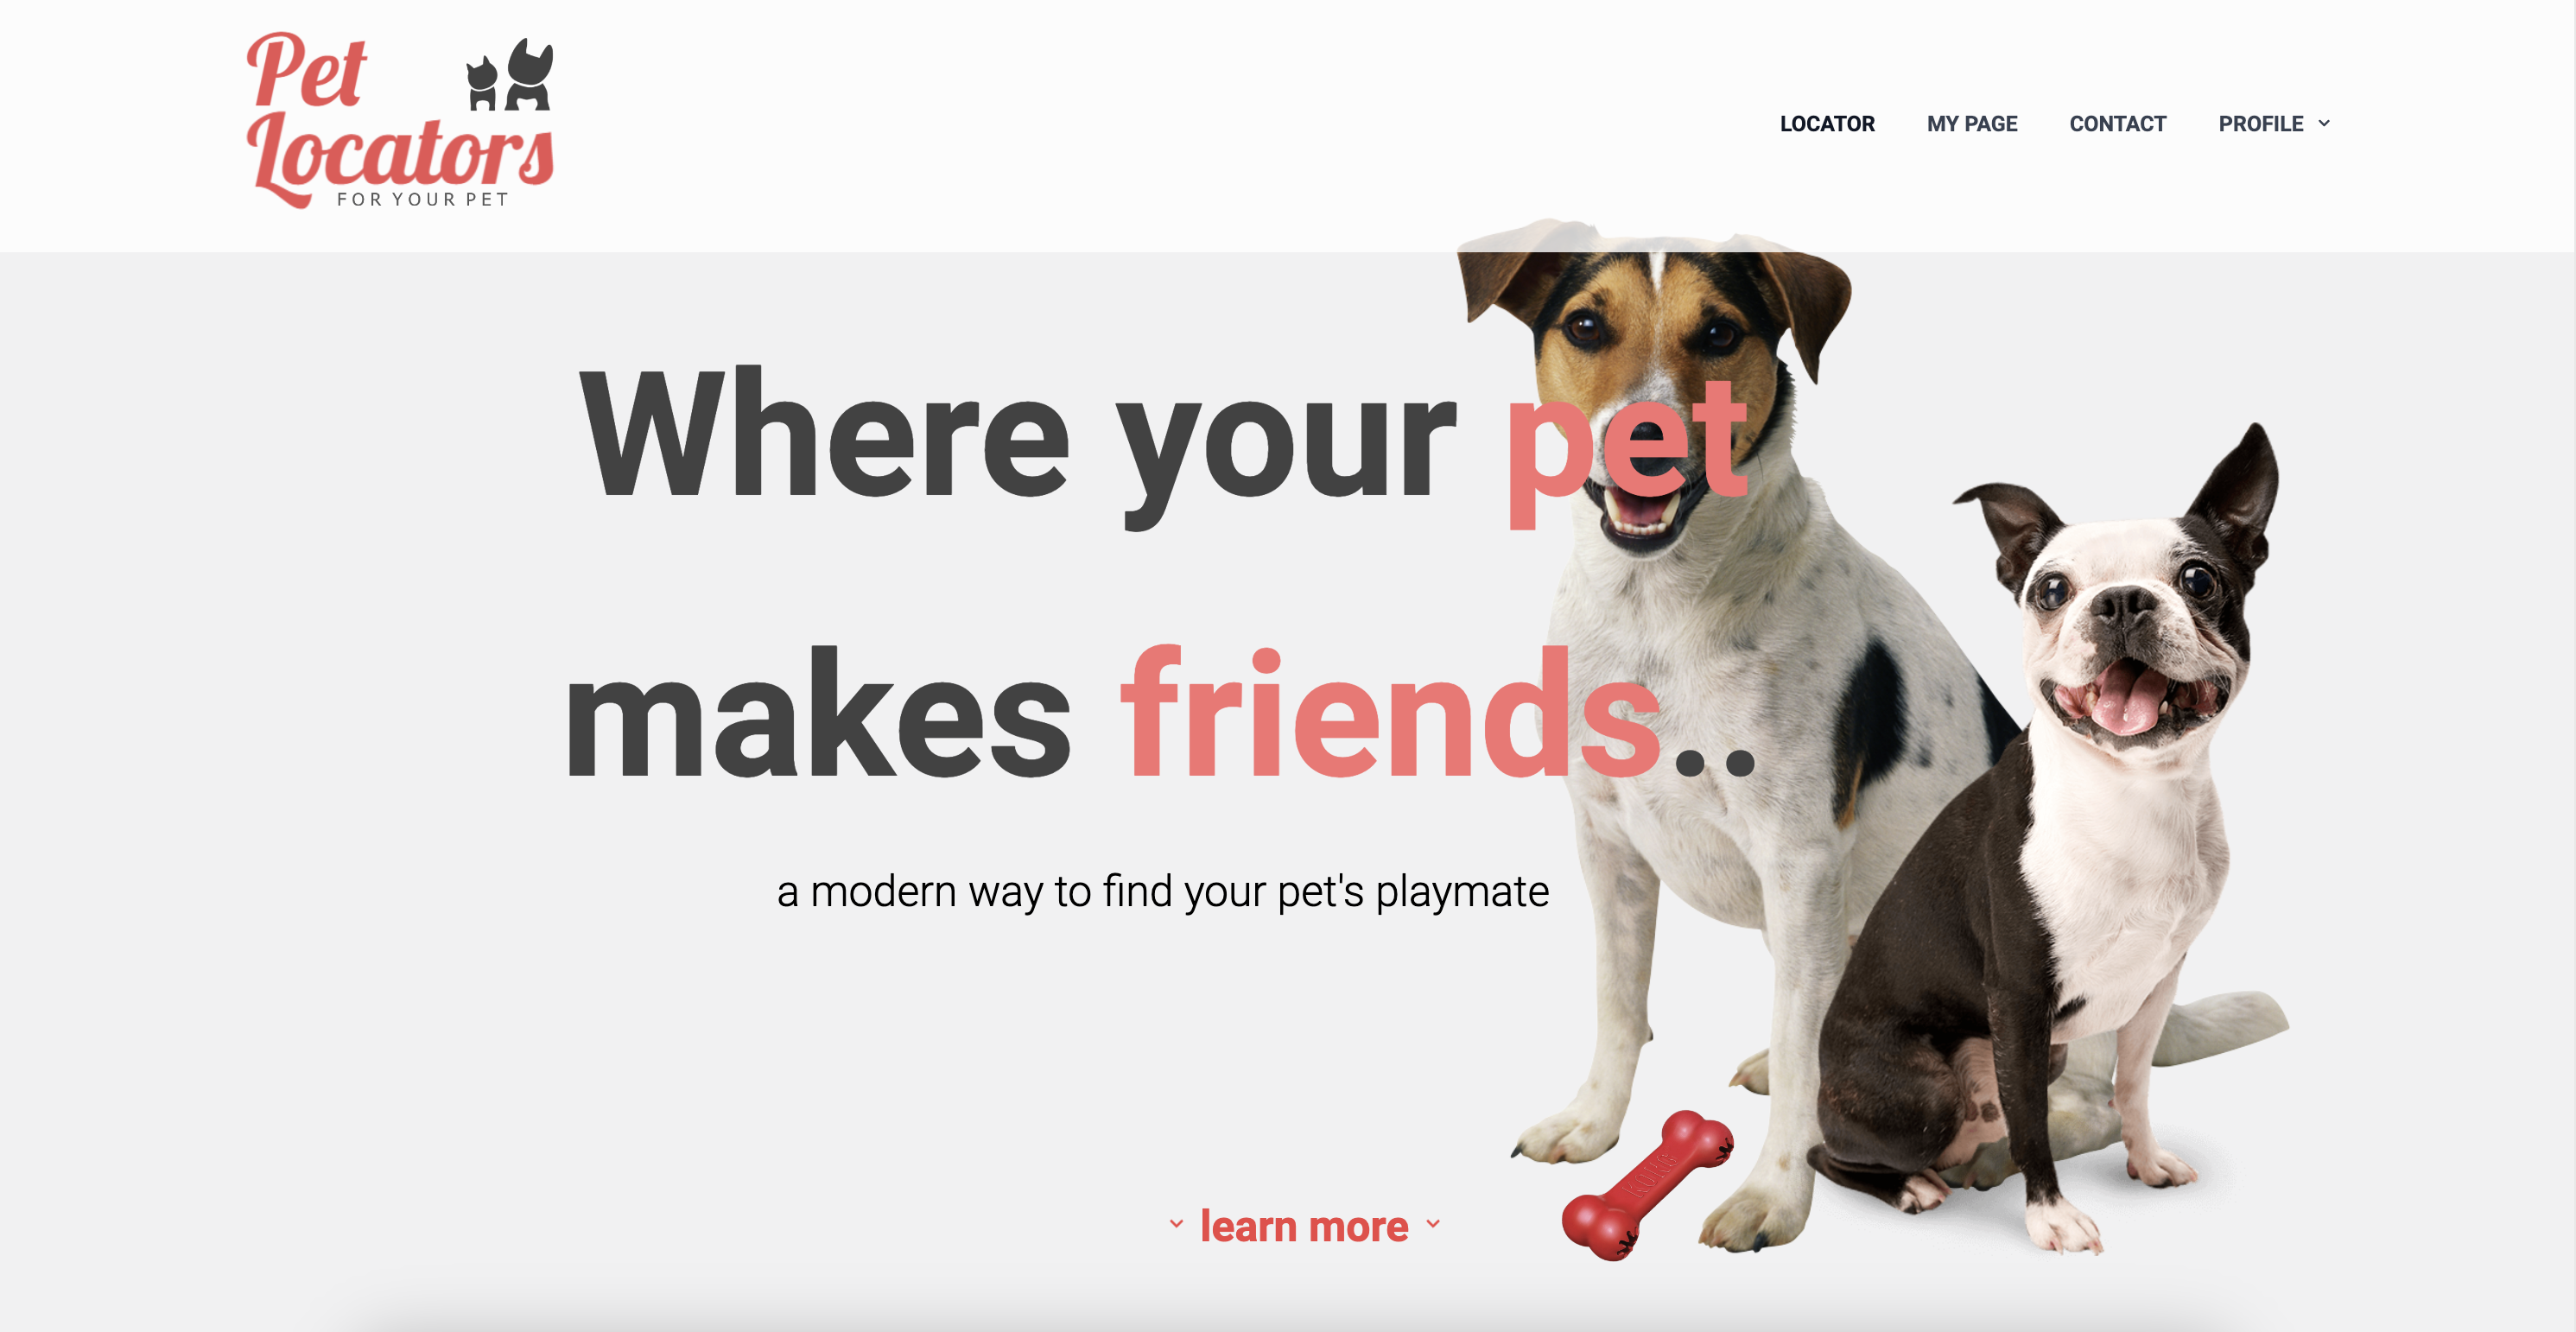 Pet
Locators
FOR YOUR PET
LOCATOR MY PAGE CONTACT PROFILE
Where your pet
makes friends..
a modern way to find your pet's playmate
KONG
learn more